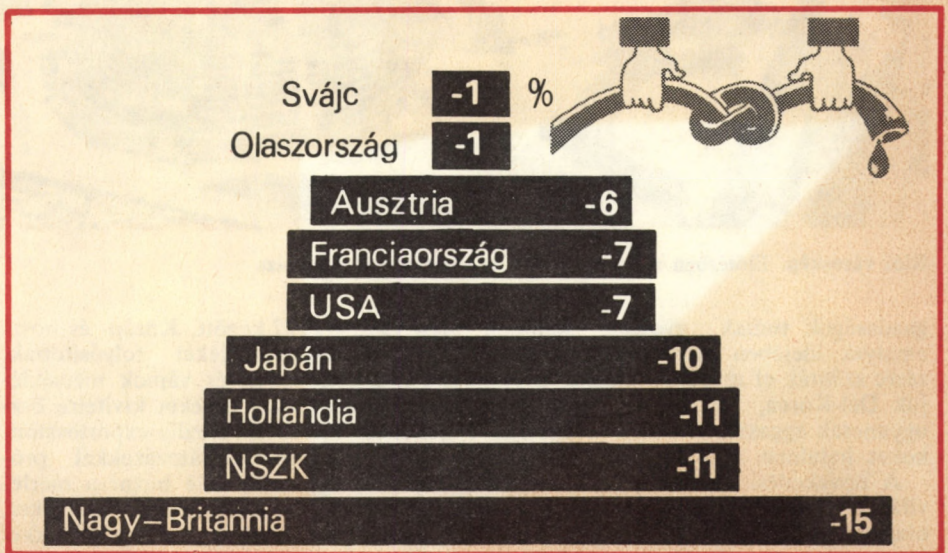 Svájc -1 %
Olaszország -1
Ausztria -6
Franciaország -7
USA -7
Japán -10
Hollandia -11
NSZK -11
Nagy–Britannia -15